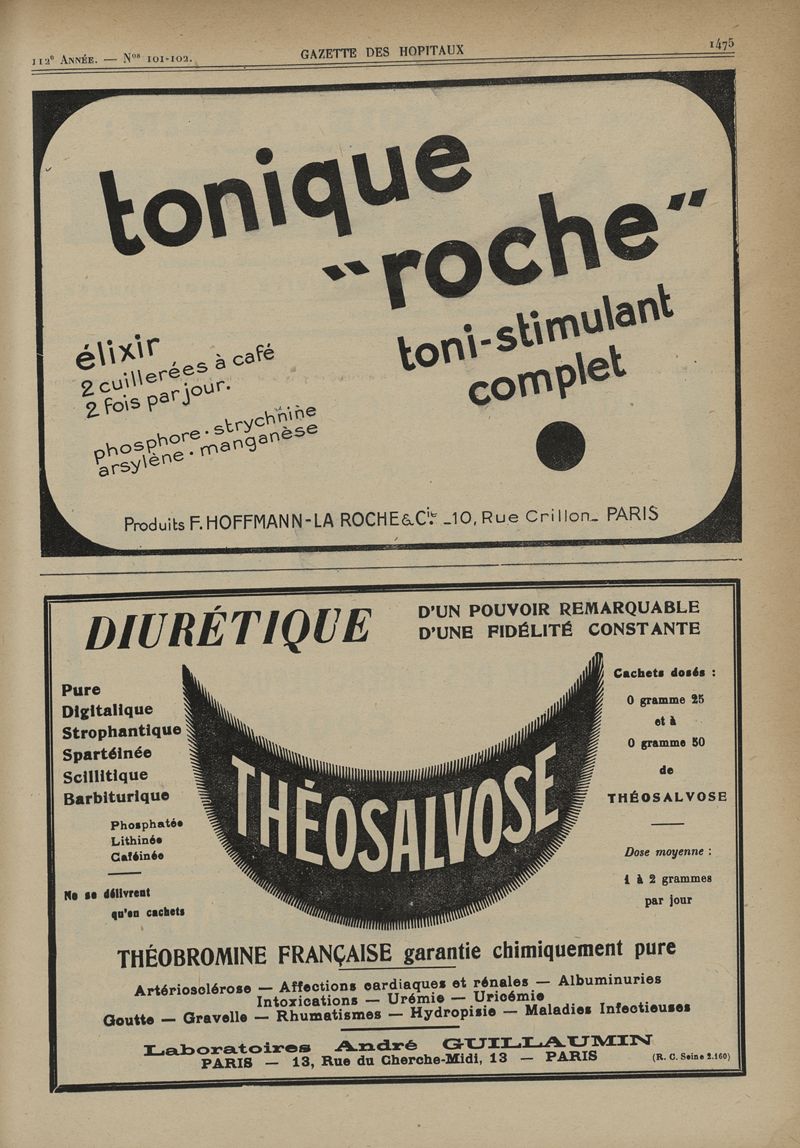 112e ANNÉE. — Nos 101-102.
GAZETTE DES HOPITAUX
1475
tonique
"roche"
toni-stimulant
complet
élixir
2 cuillerées à café
2 fois par jour.
phosphore · strychnine
arsylène · manganèse
Produits F. HOFFMANN-LA ROCHE & Cie _10, Rue Crillon_ PARIS
DIURÉTIQUE
D'UN POUVOIR REMARQUABLE
D'UNE FIDÉLITÉ CONSTANTE
Pure
Digitalique
Strophantique
Spartéinée
Scillitique
Barbiturique
Phosphatée
Lithinée
Caféinée
Ne se délivrent
qu'en cachets
THÉOSALVOSE
Cachets dosés :
0 gramme 25
et à
0 gramme 50
de
THÉOSALVOSE
Dose moyenne :
1 à 2 grammes
par jour
THÉOBROMINE FRANÇAISE garantie chimiquement pure
Artériosclérose — Affections cardiaques et rénales — Albuminuries
Intoxications — Urémie — Uricémie
Goutte — Gravelle — Rhumatismes — Hydropisie — Maladies Infectieuses
Laboratoires André GUILLAUMIN
PARIS — 13, Rue du Cherche-Midi, 13 — PARIS
(R. C. Seine 2.160)